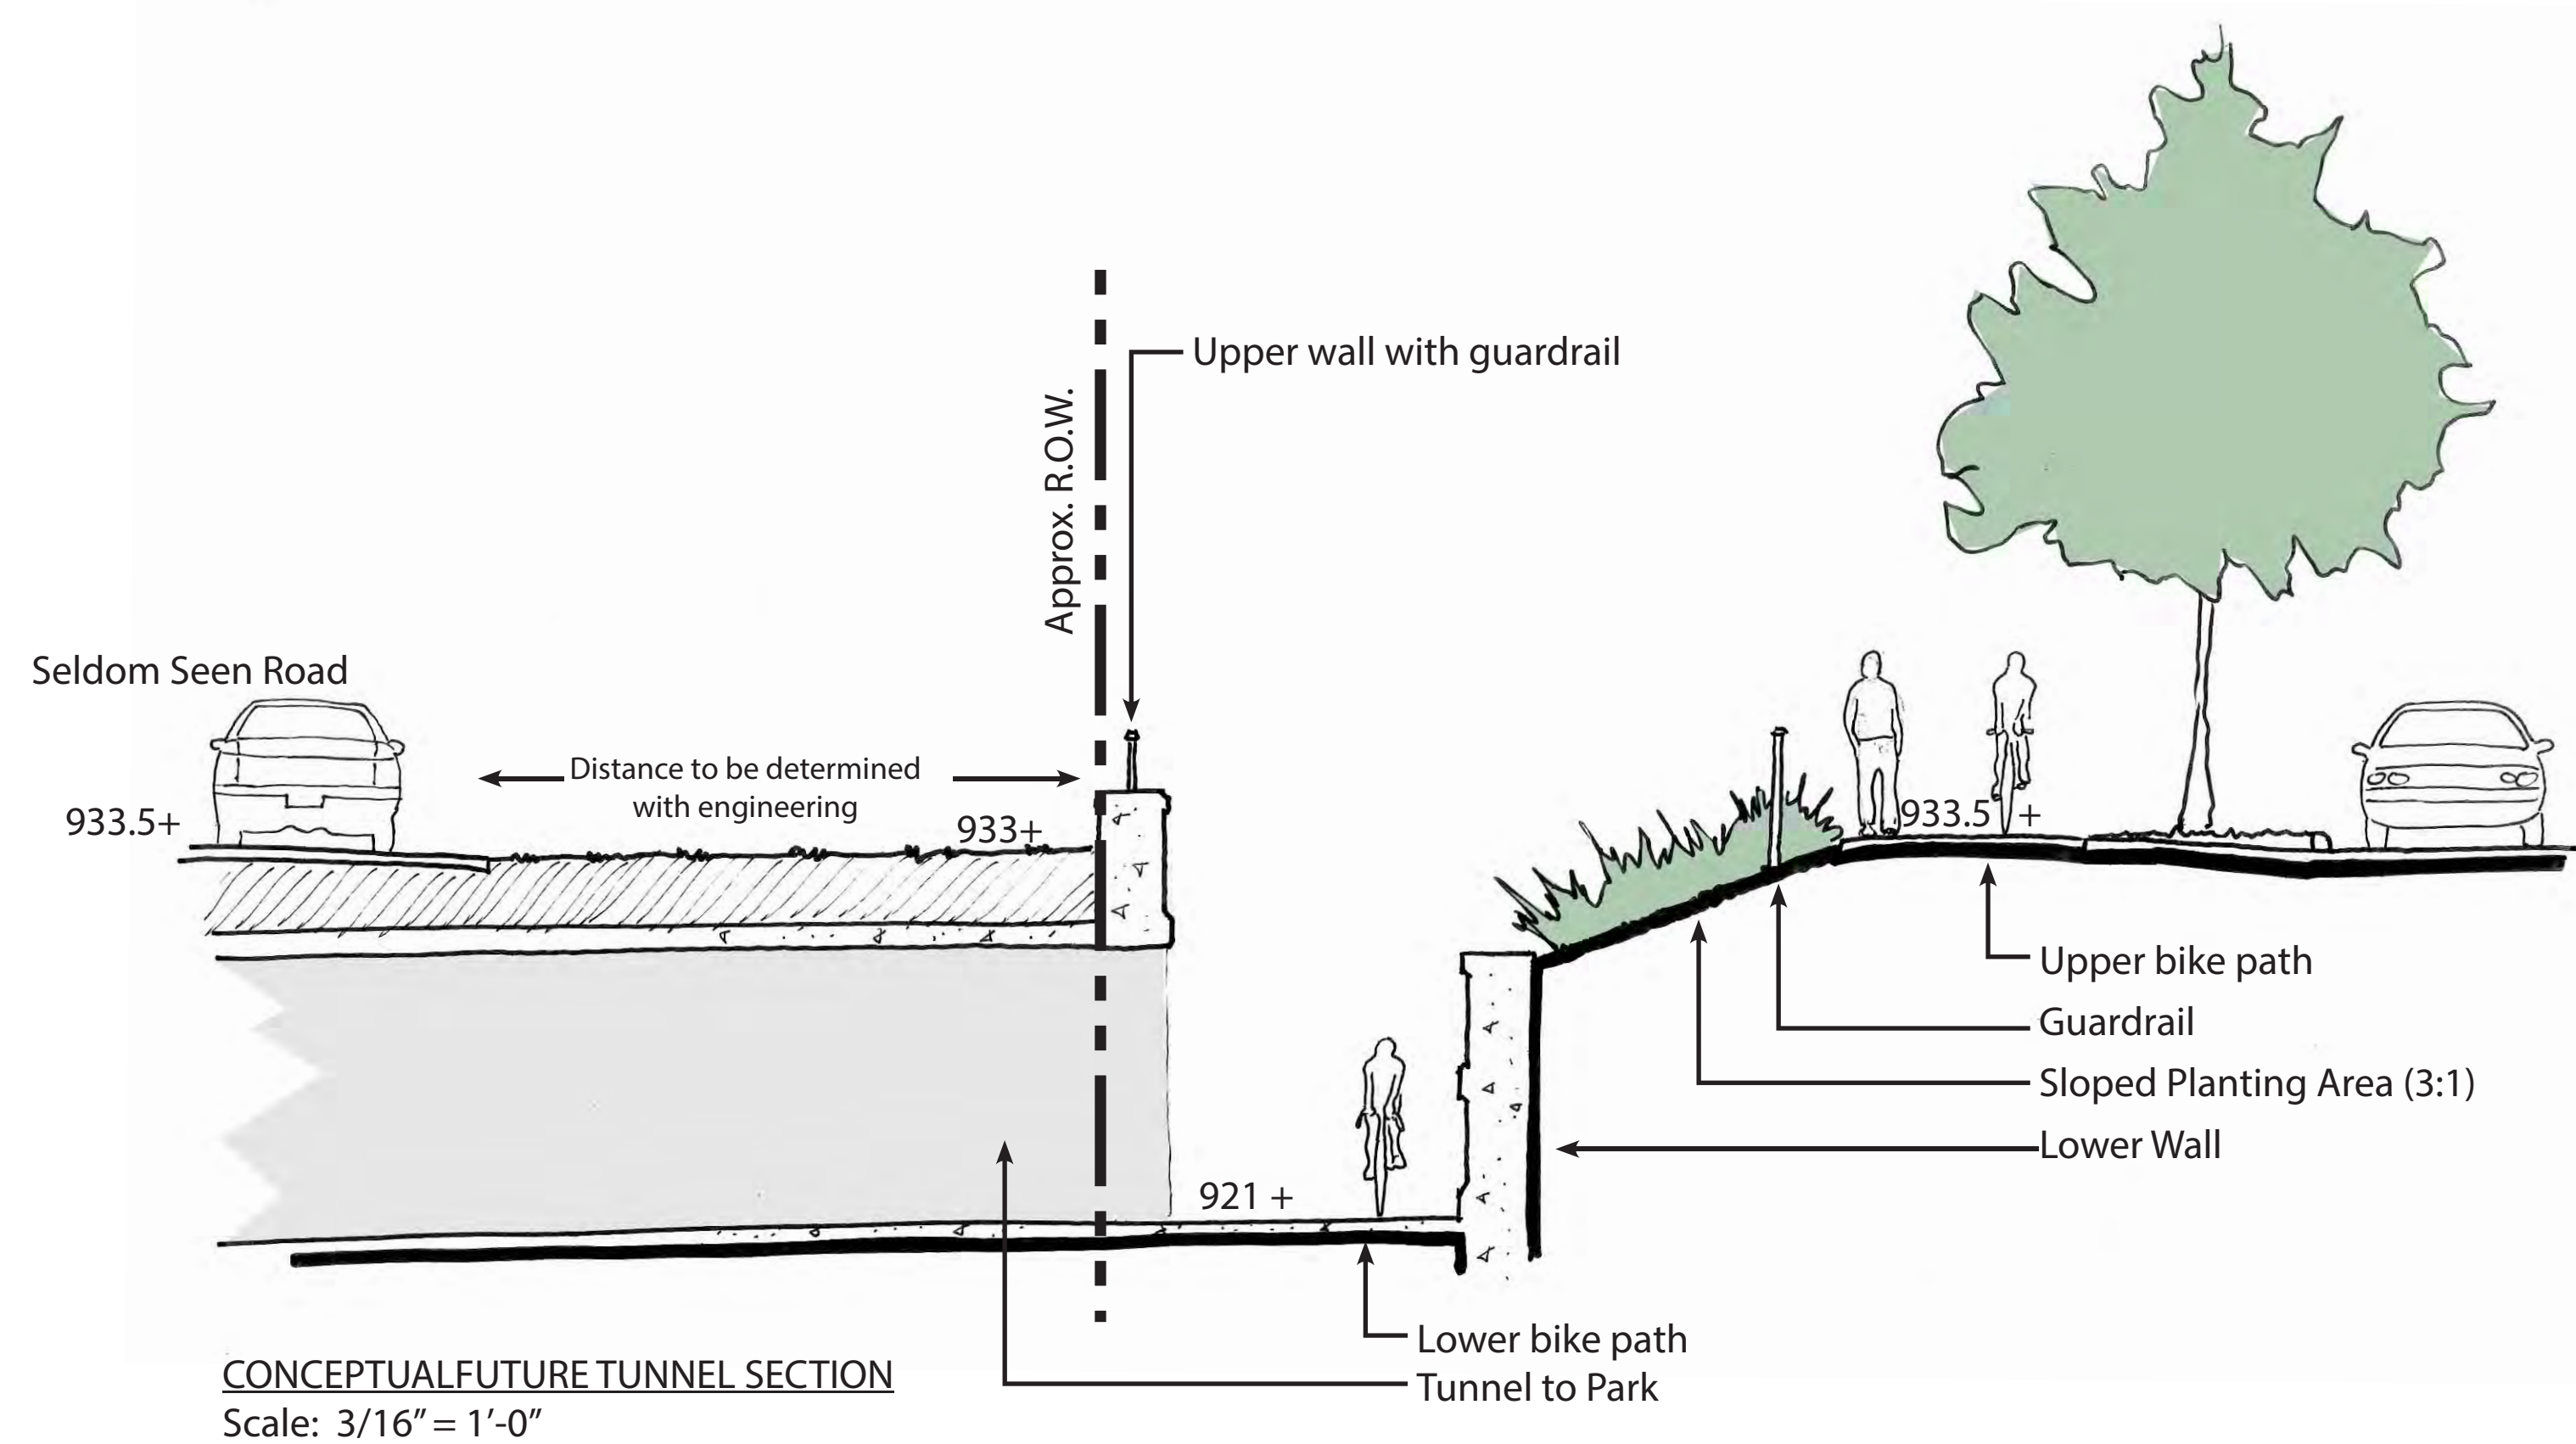 Upper wall with guardrail
Approx. R.O.W.
Seldom Seen Road
Distance to be determined
with engineering
933.5+
933+
933.5 +
Upper bike path
Guardrail
Sloped Planting Area (3:1)
Lower Wall
921 +
Lower bike path
Tunnel to Park
CONCEPTUALFUTURE TUNNEL SECTION
Scale: 3/16” = 1’-0”